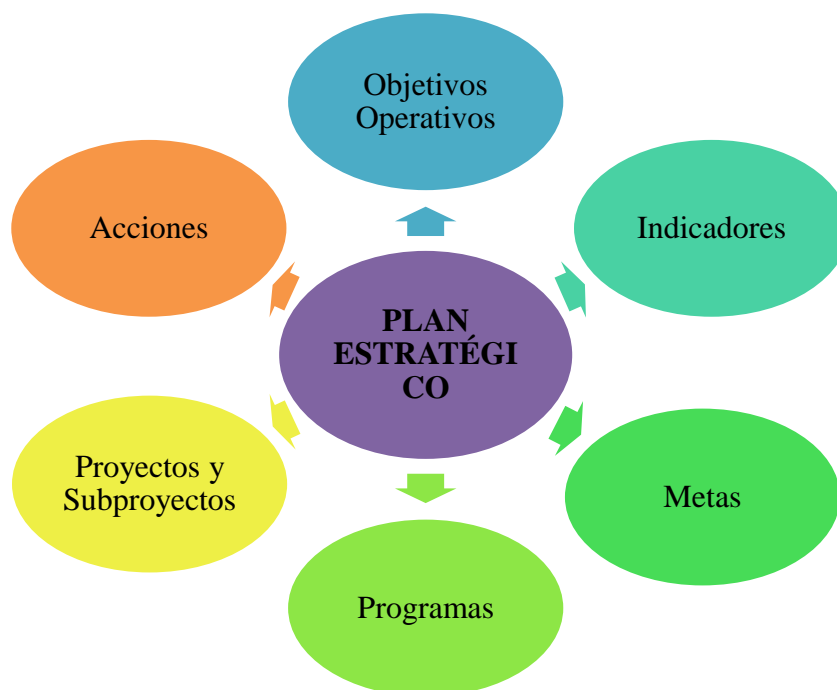 Objetivos
Operativos
Acciones
Indicadores
PLAN
ESTRATÉGI
CO
Proyectos y
Subproyectos
Metas
Programas